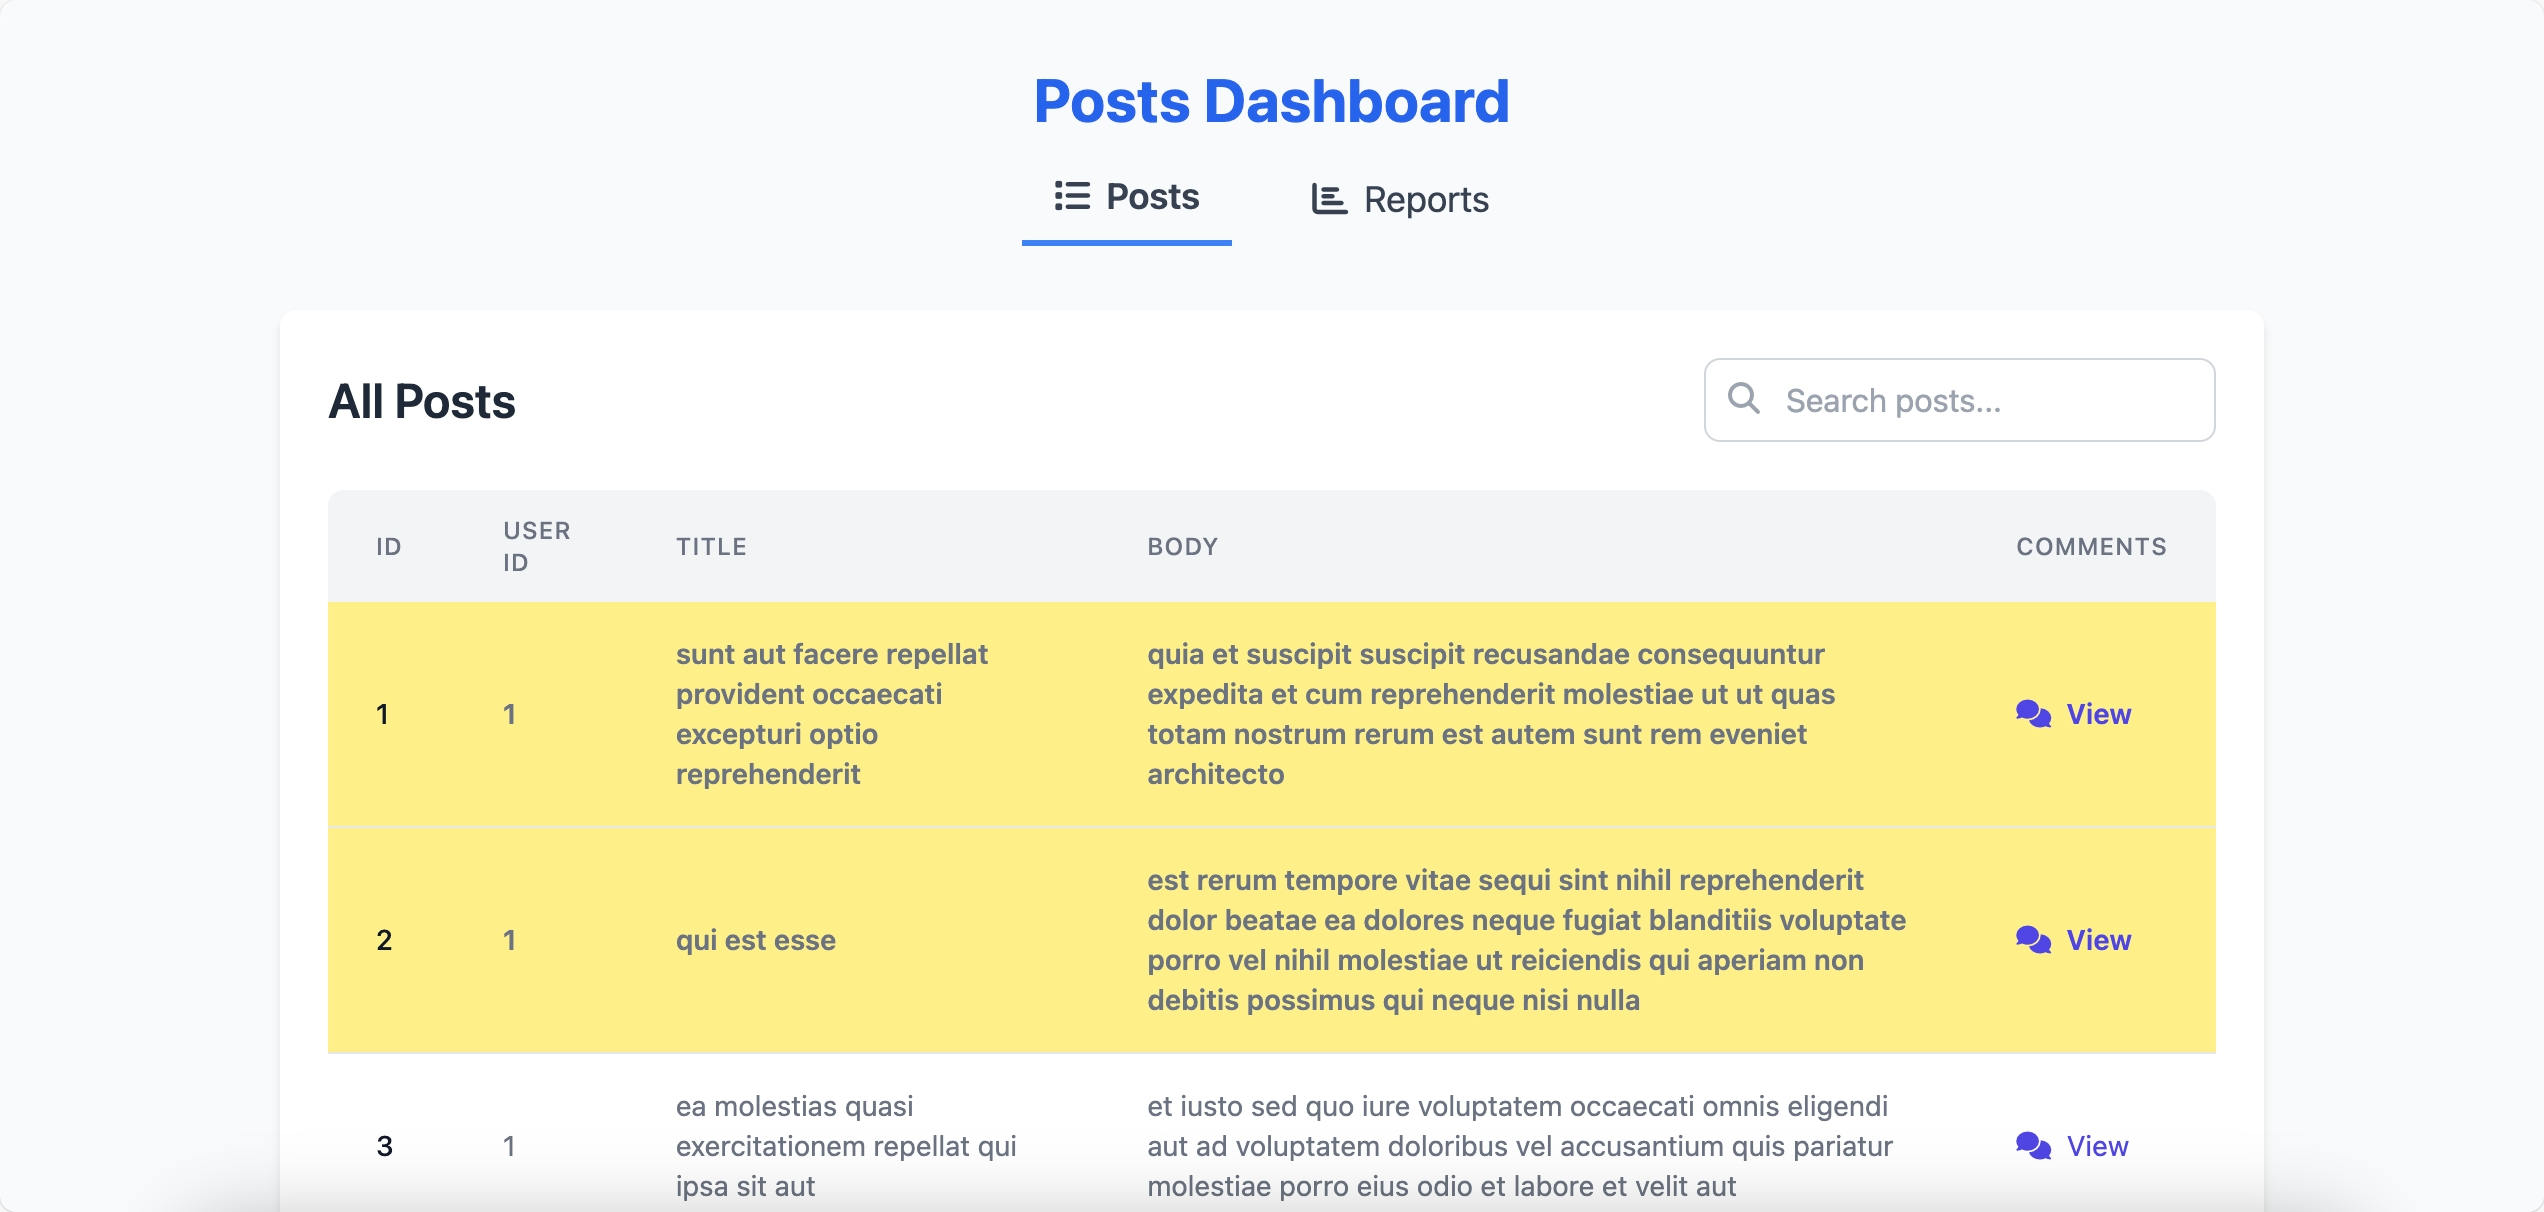 Posts Dashboard
Posts
Reports
All Posts
Search posts...
ID
USER
ID
TITLE
BODY
COMMENTS
1
1
sunt aut facere repellat
provident occaecati
excepturi optio
reprehenderit
quia et suscipit suscipit recusandae consequuntur
expedita et cum reprehenderit molestiae ut ut quas
totam nostrum rerum est autem sunt rem eveniet
architecto
View
2
1
qui est esse
est rerum tempore vitae sequi sint nihil reprehenderit
dolor beatae ea dolores neque fugiat blanditiis voluptate
porro vel nihil molestiae ut reiciendis qui aperiam non
debitis possimus qui neque nisi nulla
View
3
1
ea molestias quasi
exercitationem repellat qui
ipsa sit aut
et iusto sed quo iure voluptatem occaecati omnis eligendi
aut ad voluptatem doloribus vel accusantium quis pariatur
molestiae porro eius odio et labore et velit aut
View